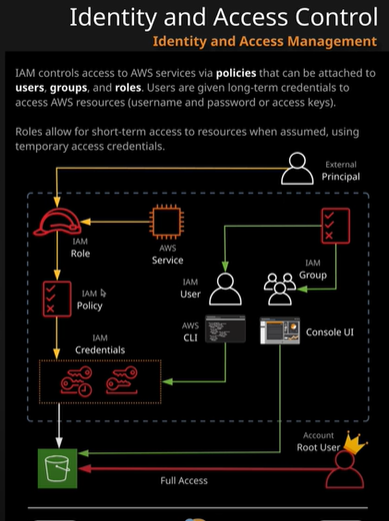 Identity and Access Control
Identity and Access Management
IAM controls access to AWS services via policies that can be attached to
users, groups, and roles. Users are given long-term credentials to
access AWS resources (username and password or access keys).
Roles allow for short-term access to resources when assumed, using
temporary access credentials.
External
Principal
IAM
Role
AWS
Service
IAM
Group
IAM
User
IAM
Policy
AWS
CLI
Console UI
IAM
Credentials
Account
Root User
Full Access